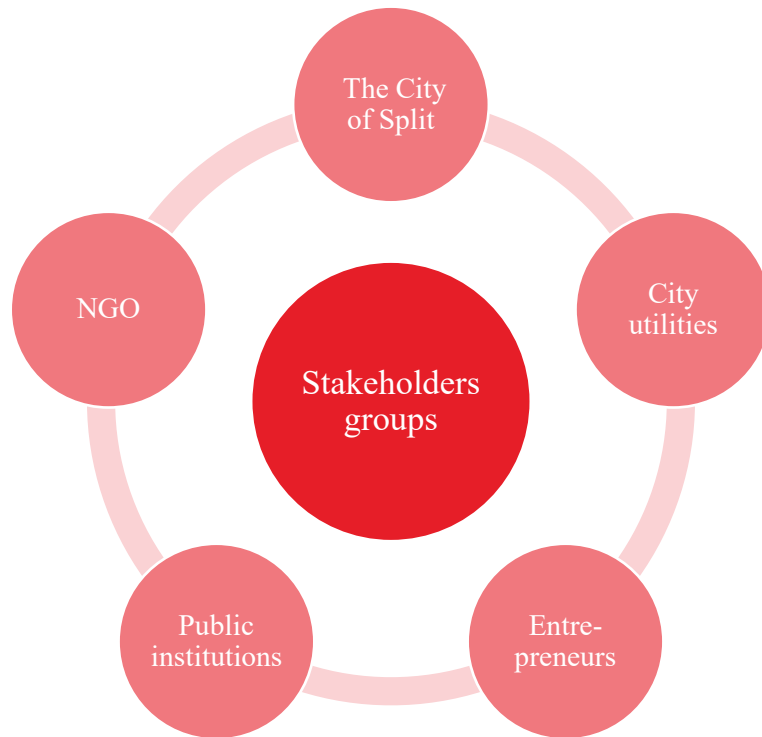 The City
of Split
City
utilities
Entre-
preneurs
Public
institutions
NGO
Stakeholders
groups